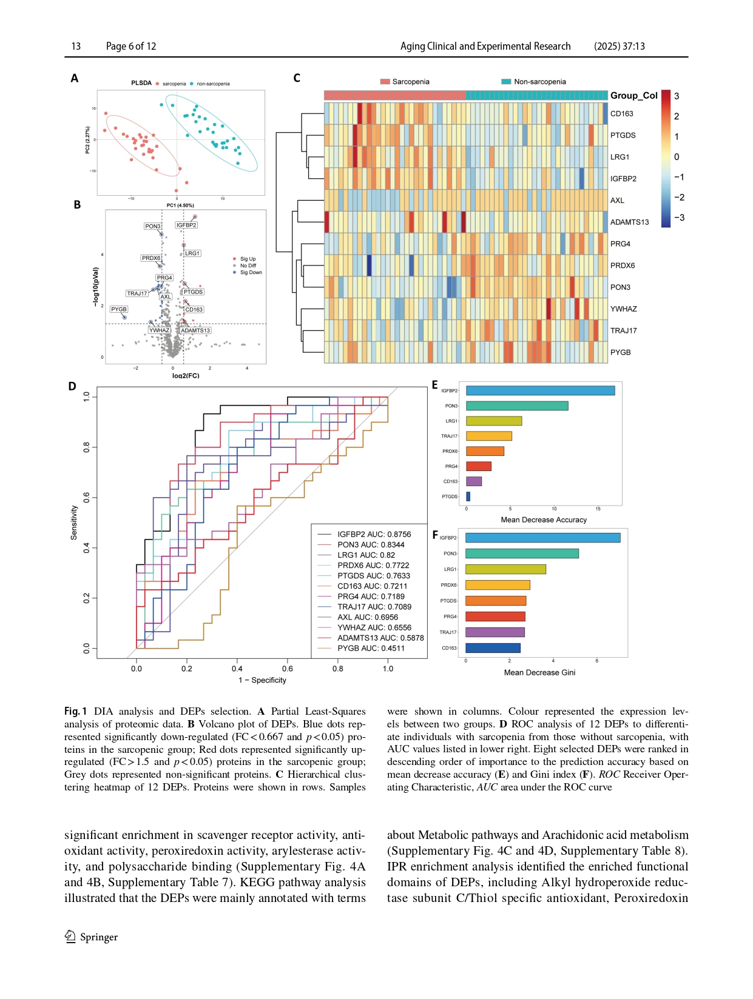 13 Page 6 of 12 Aging Clinical and Experimental Research (2025) 37:13
A
PLSDA sarcopenia non-sarcopenia
10
0
−10
PC2 (2.27%)
−10 0 10
PC1 (4.50%)
B
PON3
IGFBP2
LRG1
PRDX6
PRG4
TRAJ17
AXL
PTGDS
PYGB
CD163
YWHAZ
ADAMTS13
Sig Up
No Diff
Sig Down
4
2
0
−log10(pVal)
−2 0 2 4
log2(FC)
C
Sarcopenia Non-sarcopenia
Group_Col
CD163
PTGDS
LRG1
IGFBP2
AXL
ADAMTS13
PRG4
PRDX6
PON3
YWHAZ
TRAJ17
PYGB
3
2
1
0
−1
−2
−3
D
1.0
0.8
0.6
0.4
0.2
0.0
Sensitivity
IGFBP2 AUC: 0.8756
PON3 AUC: 0.8344
LRG1 AUC: 0.82
PRDX6 AUC: 0.7722
PTGDS AUC: 0.7633
CD163 AUC: 0.7211
PRG4 AUC: 0.7189
TRAJ17 AUC: 0.7089
AXL AUC: 0.6956
YWHAZ AUC: 0.6556
ADAMTS13 AUC: 0.5878
PYGB AUC: 0.4511
0.0 0.2 0.4 0.6 0.8 1.0
1 − Specificity
E
IGFBP2
PON3
LRG1
TRAJ17
PRDX6
PRG4
CD163
PTGDS
0 5 10 15
Mean Decrease Accuracy
F
IGFBP2
PON3
LRG1
PRDX6
PTGDS
PRG4
TRAJ17
CD163
0 2 4 6
Mean Decrease Gini
Fig. 1 DIA analysis and DEPs selection. A Partial Least-Squares
analysis of proteomic data. B Volcano plot of DEPs. Blue dots rep-
resented significantly down-regulated (FC < 0.667 and p < 0.05) pro-
teins in the sarcopenic group; Red dots represented significantly up-
regulated (FC > 1.5 and p < 0.05) proteins in the sarcopenic group;
Grey dots represented non-significant proteins. C Hierarchical clus-
tering heatmap of 12 DEPs. Proteins were shown in rows. Samples
were shown in columns. Colour represented the expression lev-
els between two groups. D ROC analysis of 12 DEPs to differenti-
ate individuals with sarcopenia from those without sarcopenia, with
AUC values listed in lower right. Eight selected DEPs were ranked in
descending order of importance to the prediction accuracy based on
mean decrease accuracy (E) and Gini index (F). ROC Receiver Oper-
ating Characteristic, AUC area under the ROC curve
significant enrichment in scavenger receptor activity, anti-
oxidant activity, peroxiredoxin activity, arylesterase activ-
ity, and polysaccharide binding (Supplementary Fig. 4A
and 4B, Supplementary Table 7). KEGG pathway analysis
illustrated that the DEPs were mainly annotated with terms
about Metabolic pathways and Arachidonic acid metabolism
(Supplementary Fig. 4C and 4D, Supplementary Table 8).
IPR enrichment analysis identified the enriched functional
domains of DEPs, including Alkyl hydroperoxide reduc-
tase subunit C/Thiol specific antioxidant, Peroxiredoxin
Springer